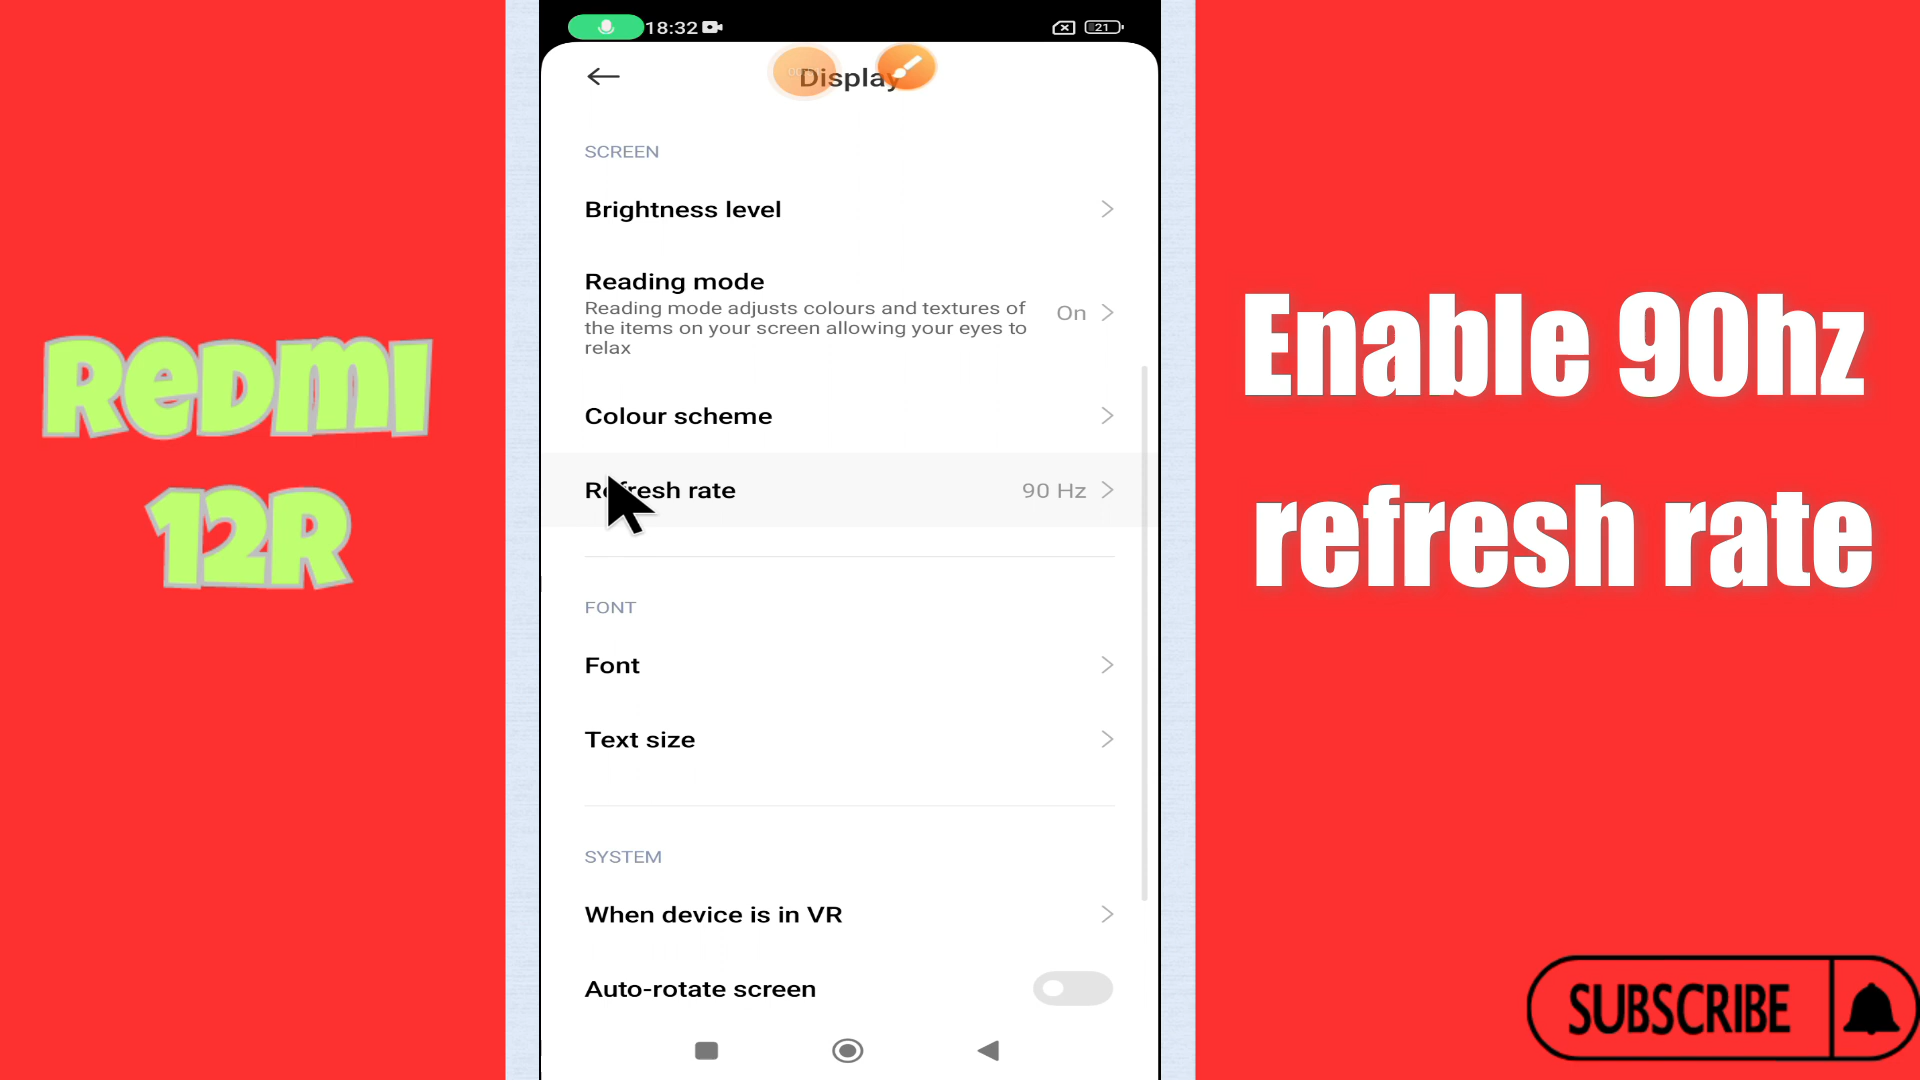 18:32
21
Display
SCREEN
Brightness level
Reading mode
Reading mode adjusts colours and textures of
the items on your screen allowing your eyes to
relax
On
Colour scheme
Refresh rate
90 Hz
FONT
Font
Text size
SYSTEM
When device is in VR
Auto-rotate screen
Redmi
12R
Enable 90hz
refresh rate
SUBSCRIBE